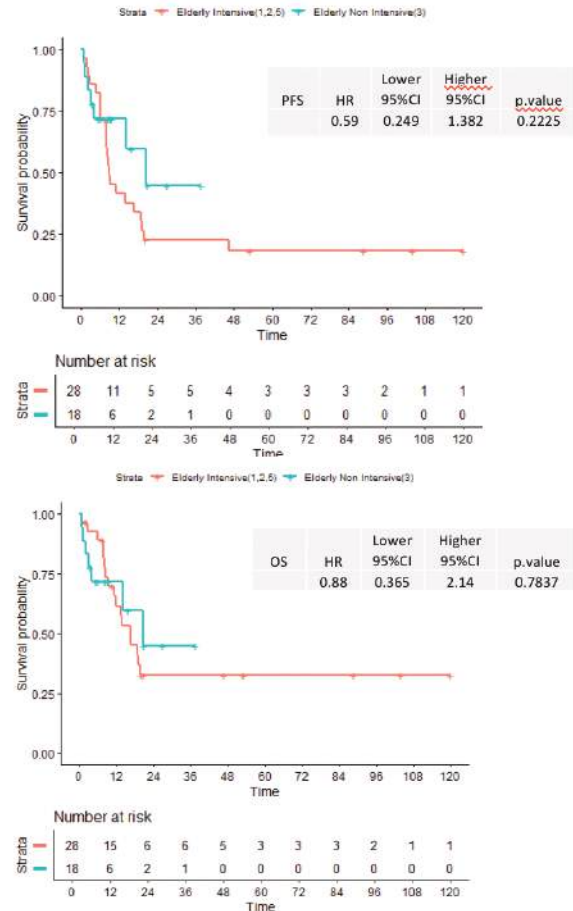 Strata Elderly Intensive(1,2,5) Elderly Non Intensive(3)
Survival probability
1.00
0.75
0.50
0.25
0.00
PFS HR Lower 95%CI Higher 95%CI p.value
0.59 0.249 1.382 0.2225
0 12 24 36 48 60 72 84 96 108 120
Time
Number at risk
Strata
28 11 5 5 4 3 3 3 2 1 1
18 6 2 1 0 0 0 0 0 0 0
0 12 24 36 48 60 72 84 96 108 120
Time
Strata Elderly Intensive(1,2,5) Elderly Non Intensive(3)
Survival probability
1.00
0.75
0.50
0.25
0.00
OS HR Lower 95%CI Higher 95%CI p.value
0.88 0.365 2.14 0.7837
0 12 24 36 48 60 72 84 96 108 120
Time
Number at risk
Strata
28 15 6 6 5 3 3 3 2 1 1
18 6 2 1 0 0 0 0 0 0 0
0 12 24 36 48 60 72 84 96 108 120
Time